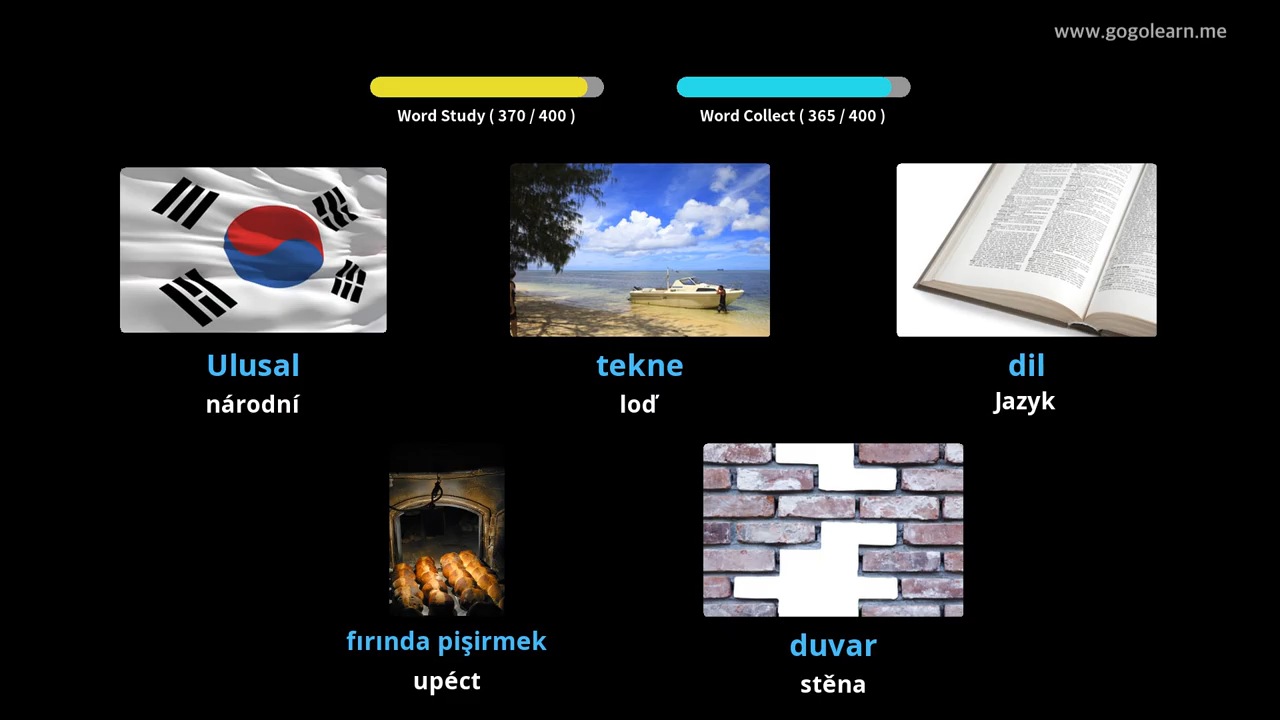 www.gogolearn.me
Word Study ( 370 / 400 )
Word Collect ( 365 / 400 )
Ulusal
národní
tekne
loď
dil
Jazyk
fırında pişirmek
upéct
duvar
stěna